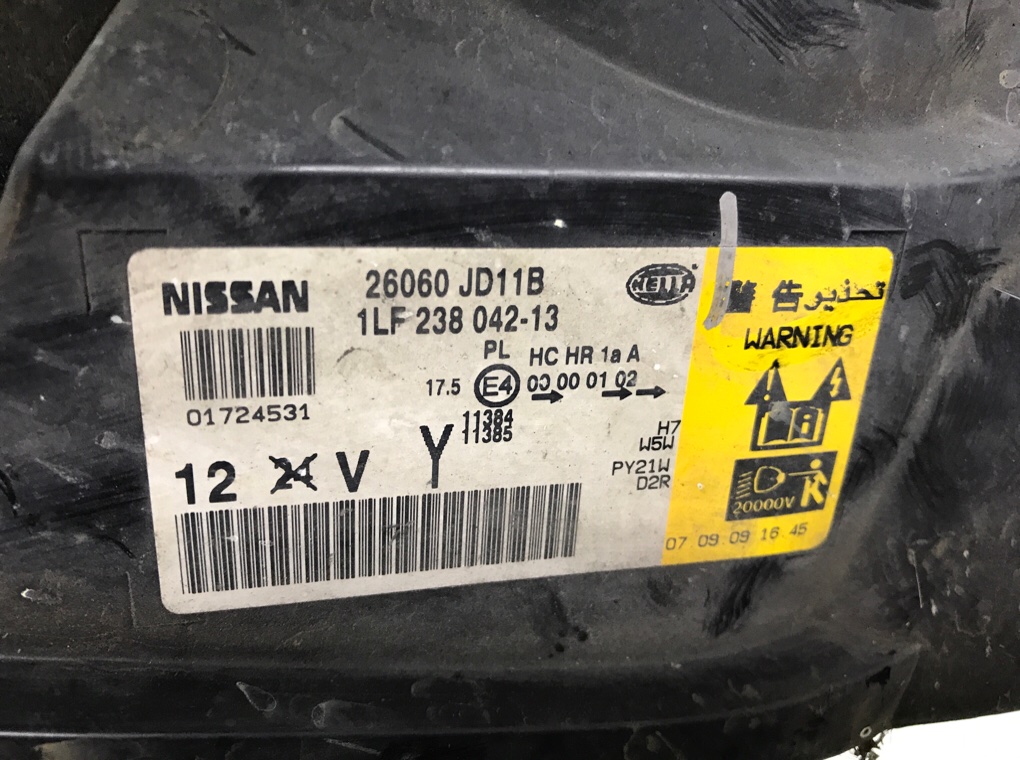 NISSAN
26060 JD11B
1LF 238 042-13
HELLA
01724531
PL
HC HR 1a A
17.5 E4 00 00 01 02
11384
11385
12 24 V Y
H7
W5W
PY21W
D2R
警告 تحذير
WARNING
20000V
07 09 09 16 45